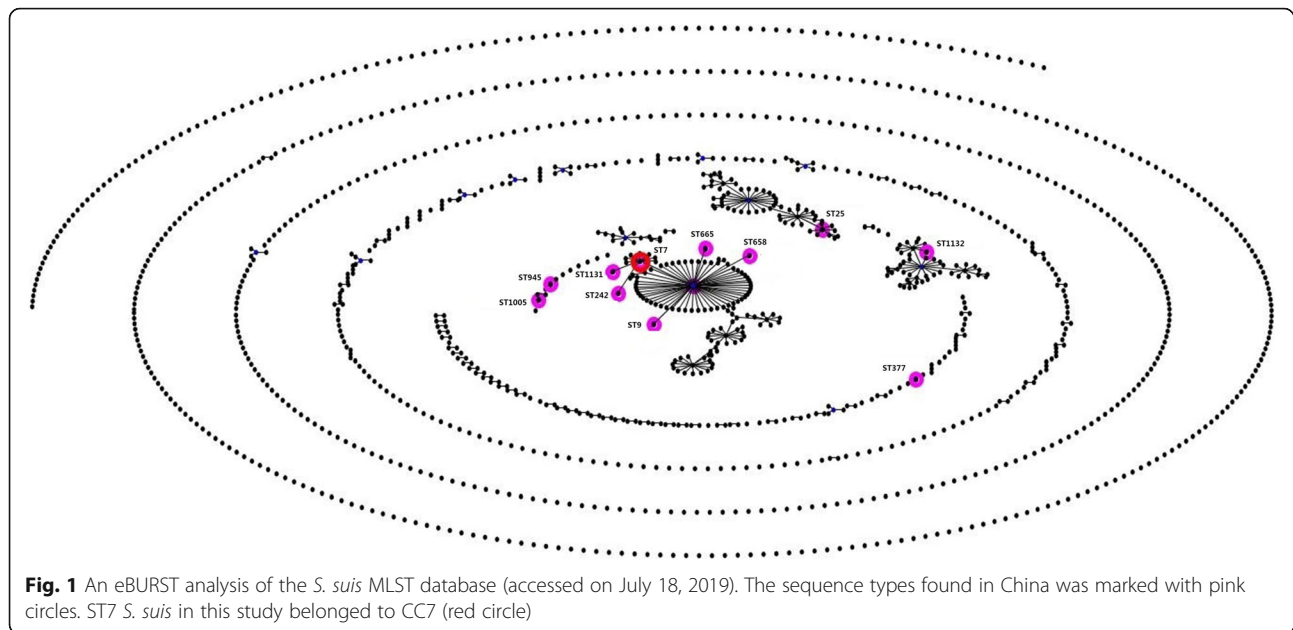 ST25
ST665
ST658
ST1132
ST7
ST1131
ST945
ST242
ST1005
ST9
ST377
Fig. 1 An eBURST analysis of the S. suis MLST database (accessed on July 18, 2019). The sequence types found in China was marked with pink
circles. ST7 S. suis in this study belonged to CC7 (red circle)